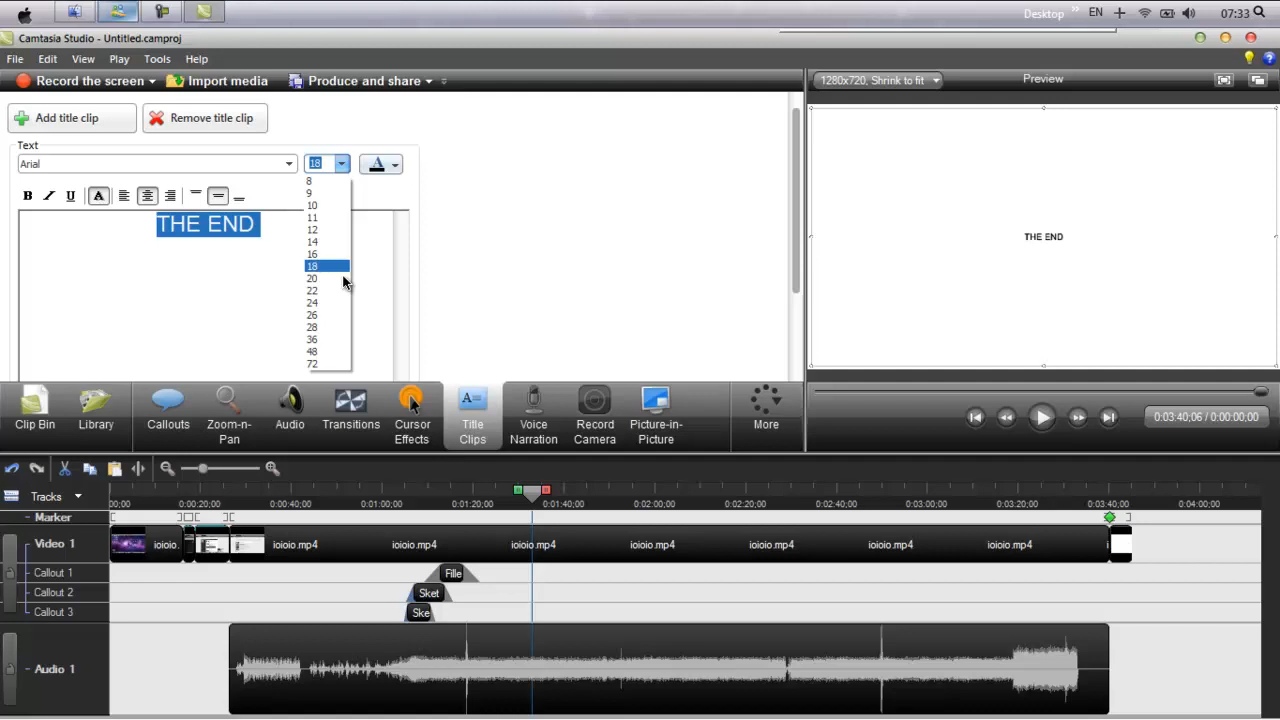 Desktop
EN
07:33
Camtasia Studio - Untitled.camproj
File Edit View Play Tools Help
Record the screen Import media Produce and share
1280x720, Shrink to fit Preview
Add title clip Remove title clip
Text
Arial 18 A
B I U A
THE END
8
9
10
11
12
14
16
18
20
22
24
26
28
36
48
72
THE END
Clip Bin
Library
Callouts
Zoom-n-Pan
Audio
Transitions
Cursor Effects
Title Clips
Voice Narration
Record Camera
Picture-in-Picture
More
0:03:40,06 / 0:00:00,00
Tracks 00;00 0:00:20;00 0:00:40;00 0:01:00;00 0:01:20;00 0:01:40;00 0:02:00;00 0:02:20;00 0:02:40;00 0:03:00;00 0:03:20;00 0:03:40;00 0:04:00;00
Marker
Video 1 ioioio. ioioio.mp4 ioioio.mp4 ioioio.mp4 ioioio.mp4 ioioio.mp4 ioioio.mp4 ioioio.mp4 i
Callout 1 Fille
Callout 2 Sket
Callout 3 Ske
Audio 1